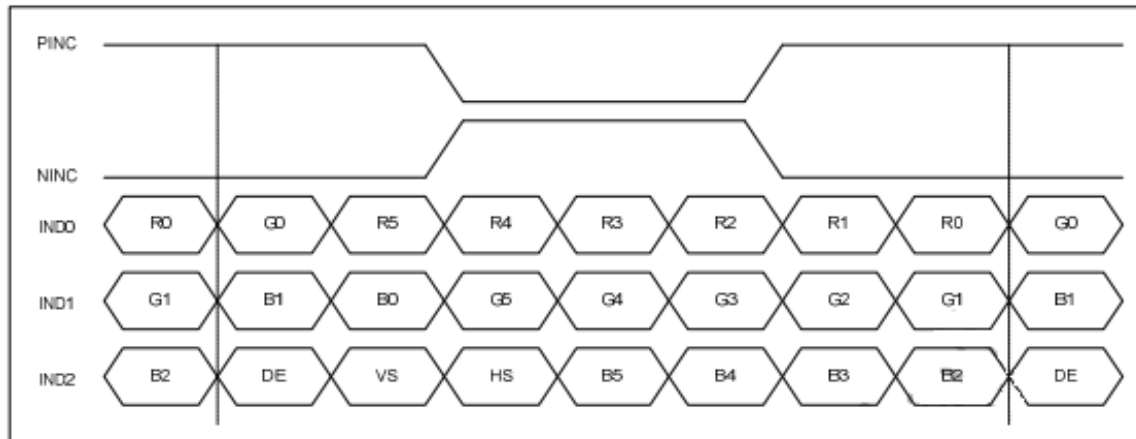 PINC
NINC
IND0 R0 G0 R5 R4 R3 R2 R1 R0 G0
IND1 G1 B1 B0 G5 G4 G3 G2 G1 B1
IND2 B2 DE VS HS B5 B4 B3 B2 DE